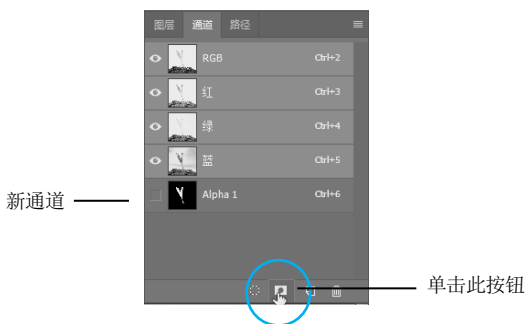 图层 通道 路径
RGB Ctrl+2
红 Ctrl+3
绿 Ctrl+4
蓝 Ctrl+5
新通道
Alpha 1 Ctrl+6
单击此按钮